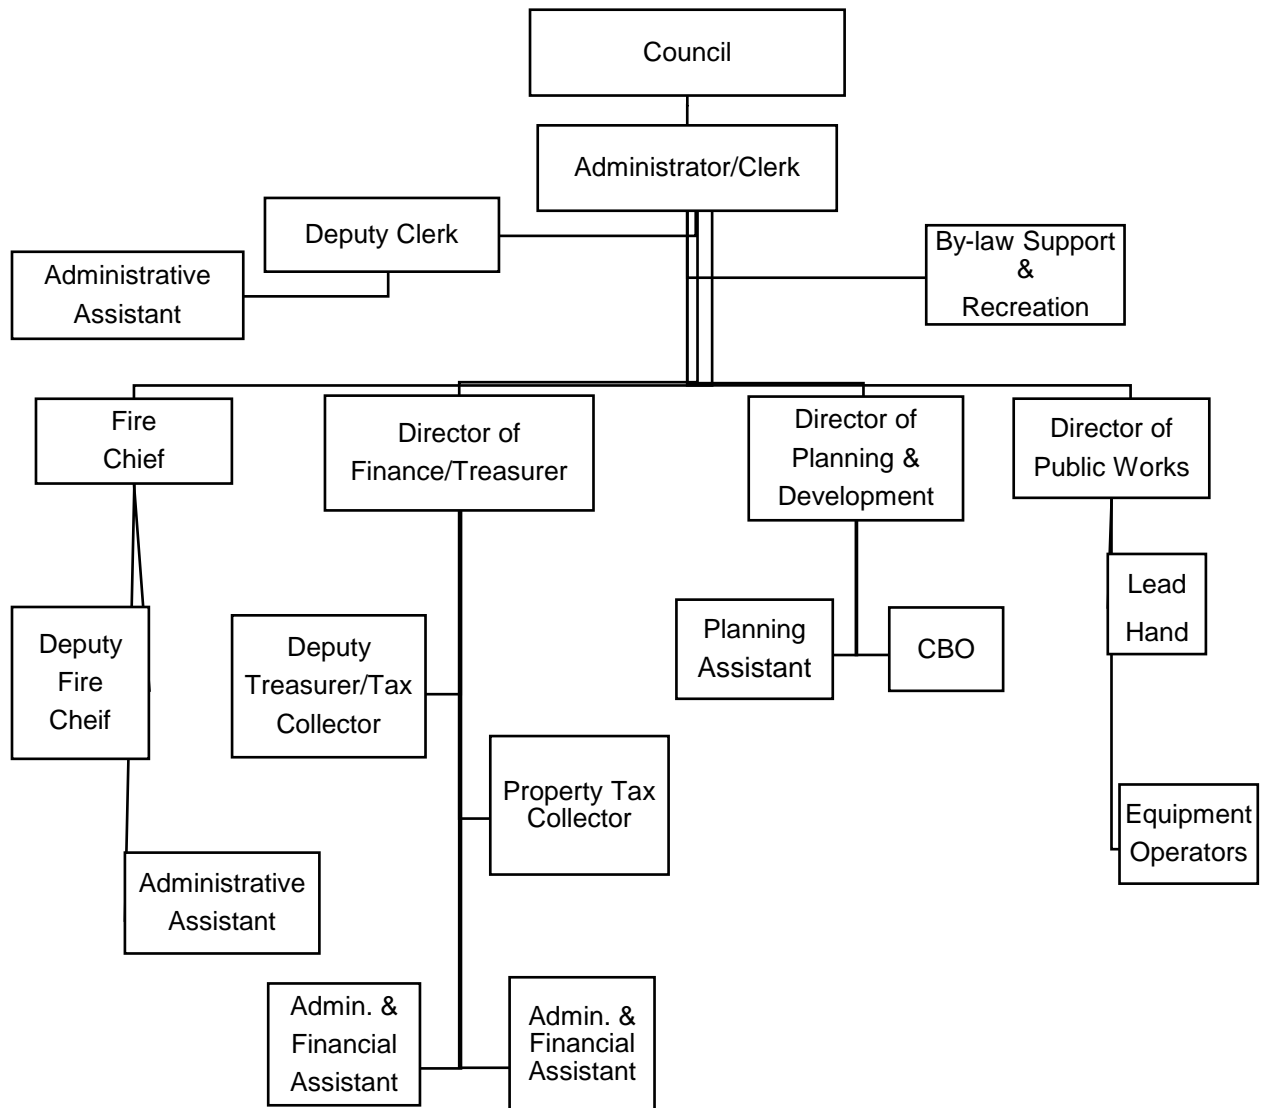 Council
Administrator/Clerk
Deputy Clerk
By-law Support
&
Recreation
Administrative
Assistant
Fire
Chief
Director of
Finance/Treasurer
Director of
Planning &
Development
Director of
Public Works
Lead
Hand
Deputy
Fire
Cheif
Deputy
Treasurer/Tax
Collector
Planning
Assistant
CBO
Property Tax
Collector
Equipment
Operators
Administrative
Assistant
Admin. &
Financial
Assistant
Admin. &
Financial
Assistant